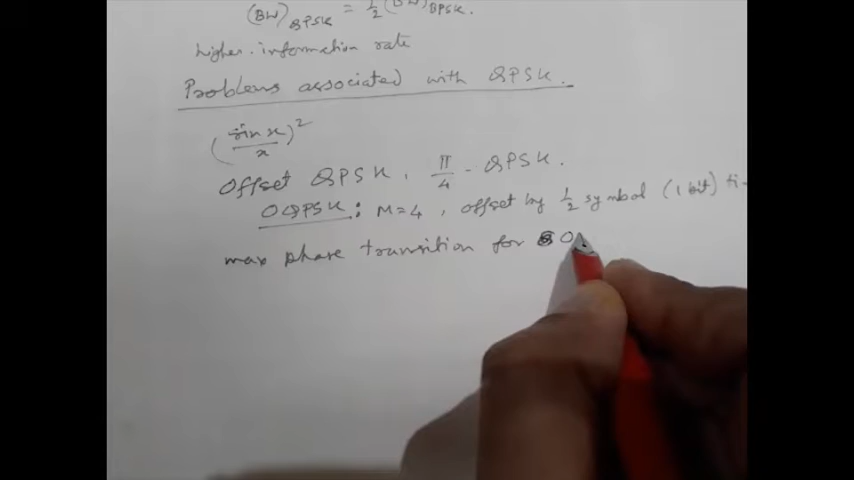 (BW)QPSK = 1/2 (BW)BPSK.
higher information rate
Problems associated with QPSK.
(sin x / x)²
Offset QPSK, π/4 - QPSK.
OQPSK: M=4, offset by 1/2 symbol (1 bit) ti
max phase transition for O